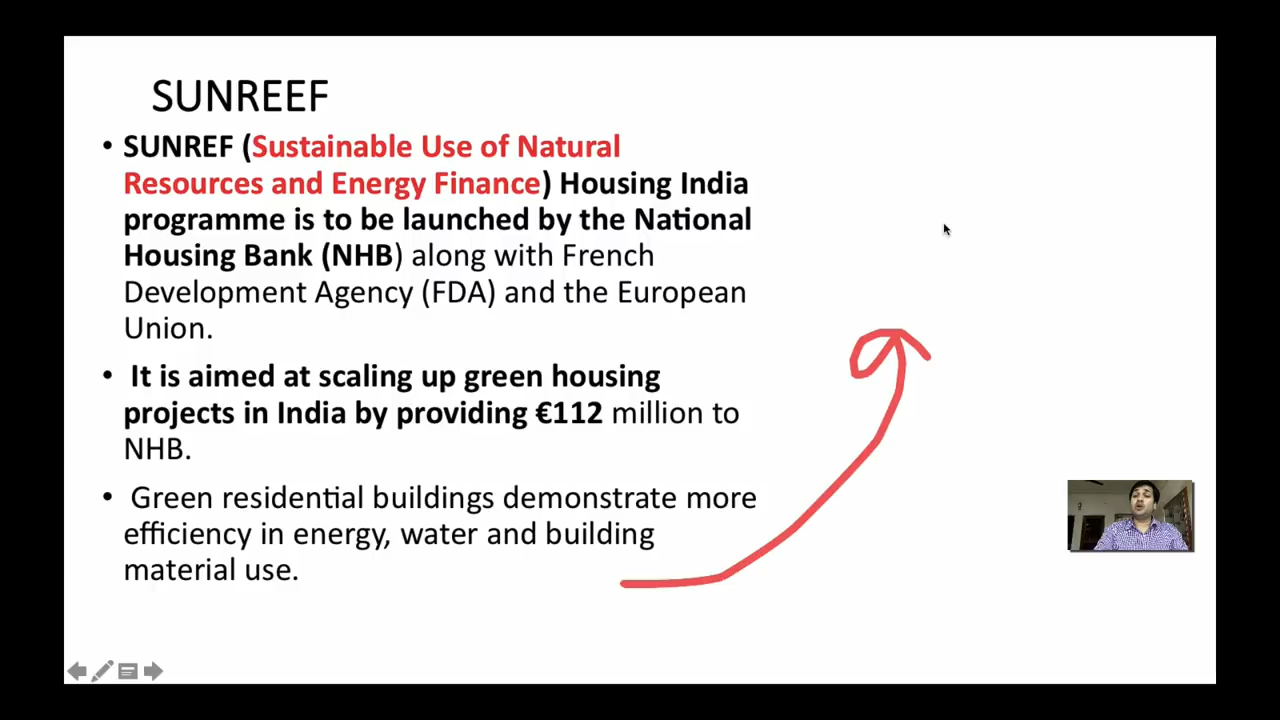 SUNREEF
• SUNREF (Sustainable Use of Natural
Resources and Energy Finance) Housing India
programme is to be launched by the National
Housing Bank (NHB) along with French
Development Agency (FDA) and the European
Union.
• It is aimed at scaling up green housing
projects in India by providing €112 million to
NHB.
• Green residential buildings demonstrate more
efficiency in energy, water and building
material use.